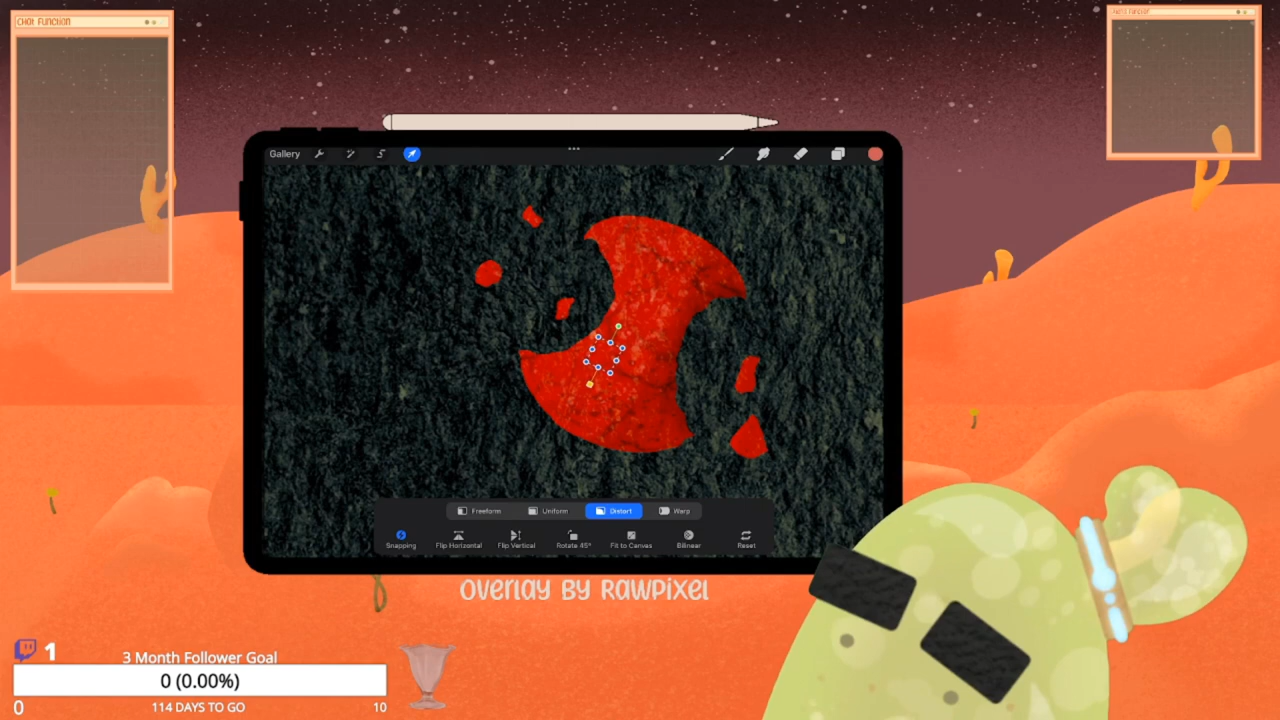 CHAT FUNCTION
Gallery
Freeform
Uniform
Distort
Warp
Snapping
Flip Horizontal
Flip Vertical
Rotate 45°
Fit to Canvas
Bilinear
Reset
OVERLAY BY RAWPIXEL
1
3 Month Follower Goal
0 (0.00%)
0
114 DAYS TO GO
10